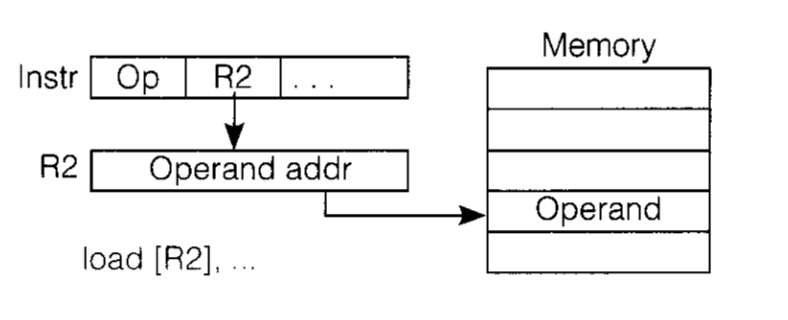 Memory
Instr Op R2 ...
R2 Operand addr
Operand
load [R2], ...